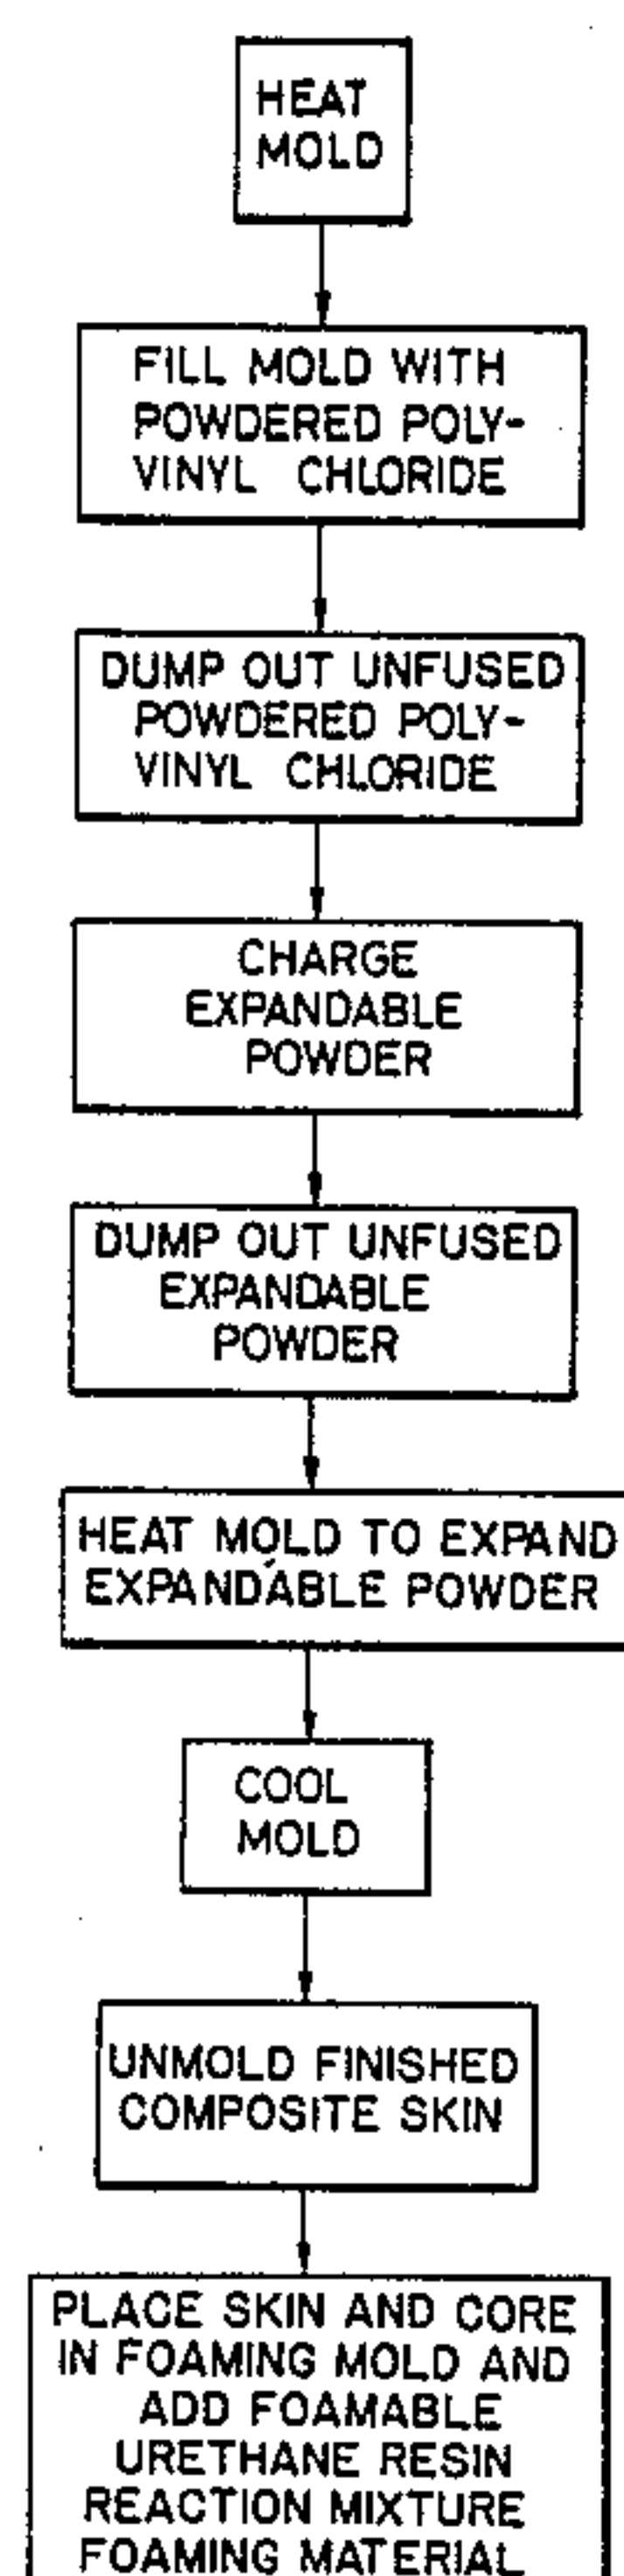 HEAT
MOLD
FILL MOLD WITH
POWDERED POLY-
VINYL CHLORIDE
DUMP OUT UNFUSED
POWDERED POLY-
VINYL CHLORIDE
CHARGE
EXPANDABLE
POWDER
DUMP OUT UNFUSED
EXPANDABLE
POWDER
HEAT MOLD TO EXPAND
EXPANDABLE POWDER
COOL
MOLD
UNMOLD FINISHED
COMPOSITE SKIN
PLACE SKIN AND CORE
IN FOAMING MOLD AND
ADD FOAMABLE
URETHANE RESIN
REACTION MIXTURE
FOAMING MATERIAL